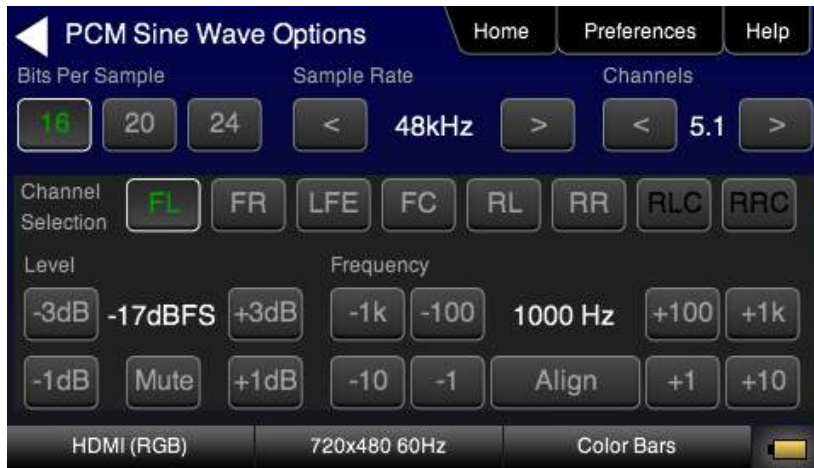 PCM Sine Wave Options Home Preferences Help
Bits Per Sample Sample Rate Channels
16 20 24 < 48kHz > < 5.1 >
Channel
Selection
FL FR LFE FC RL RR RLC RRC
Level Frequency
-3dB -17dBFS +3dB -1k -100 1000 Hz +100 +1k
-1dB Mute +1dB -10 -1 Align +1 +10
HDMI (RGB) 720x480 60Hz Color Bars